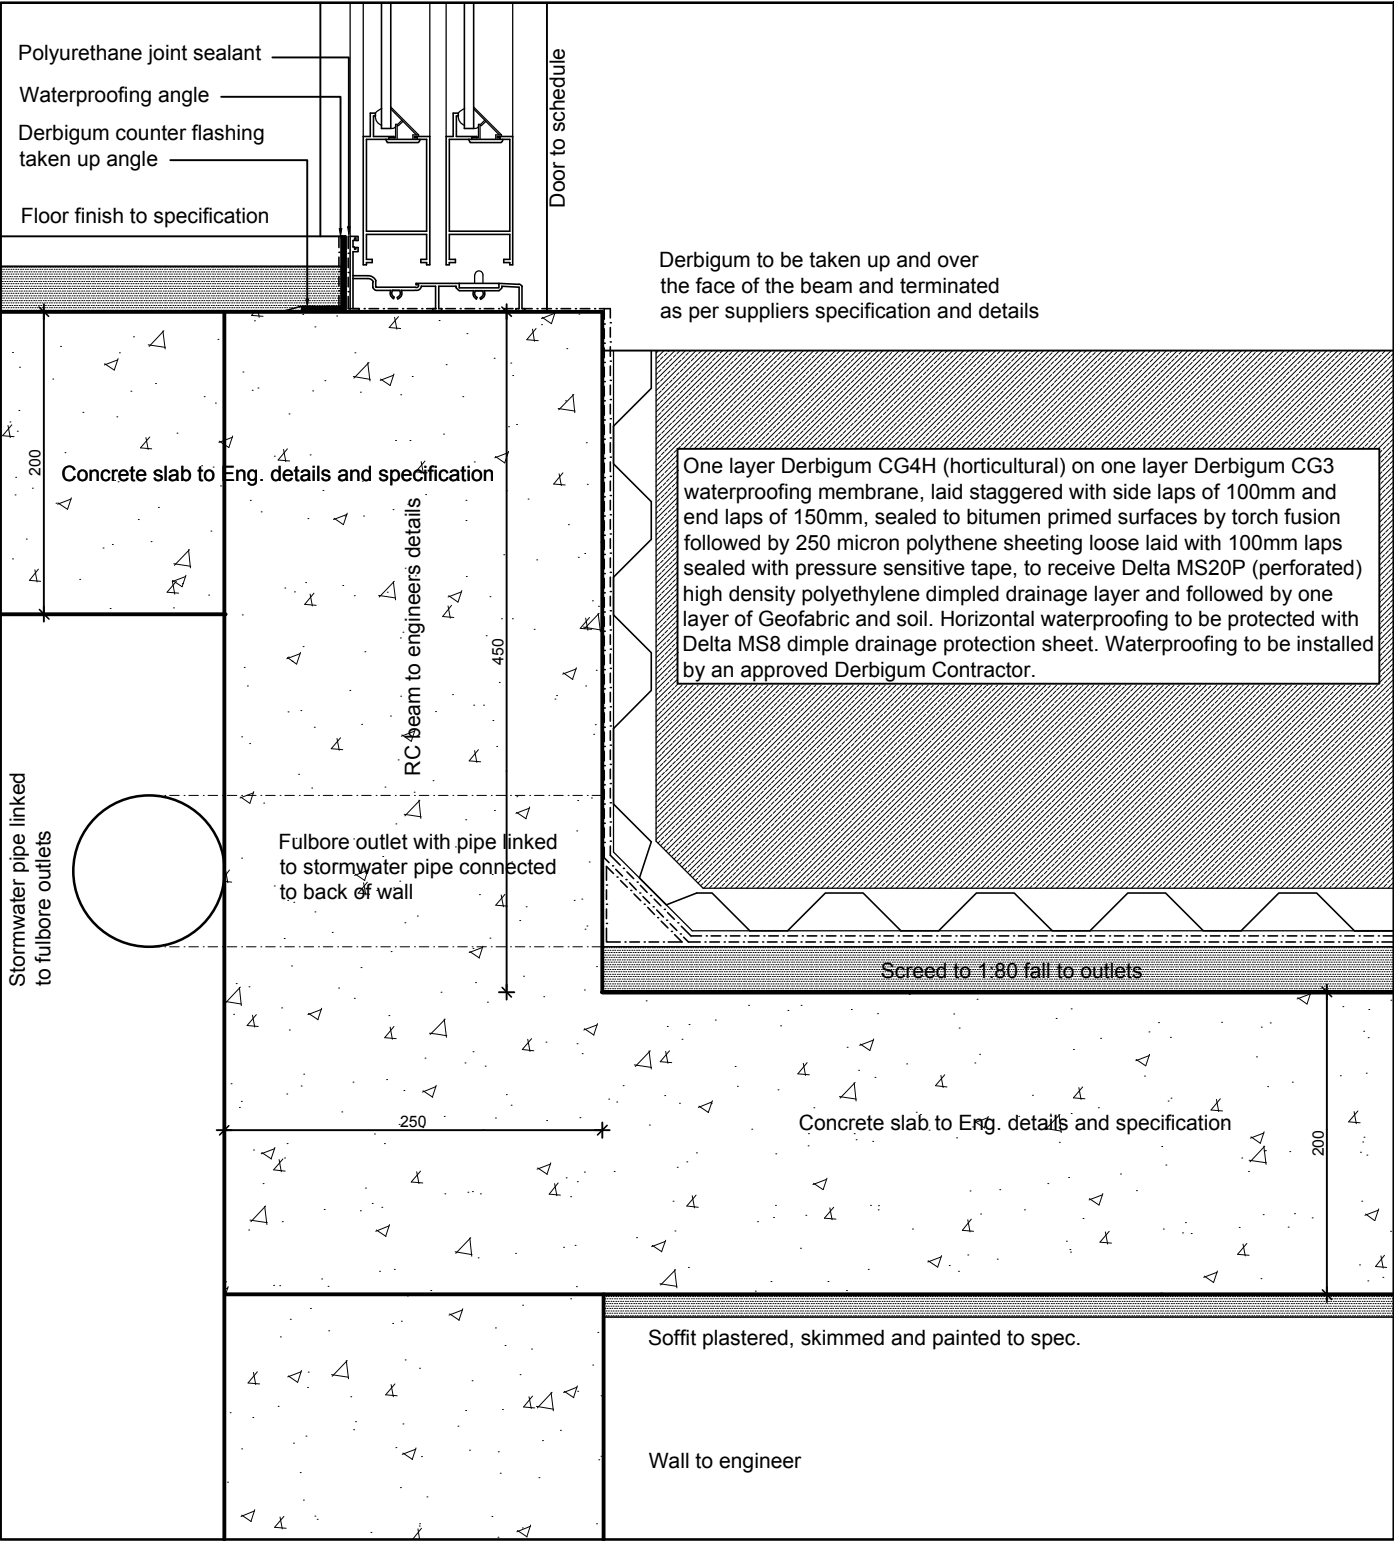 Polyurethane joint sealant
Waterproofing angle
Derbigum counter flashing
taken up angle
Floor finish to specification
Door to schedule
Derbigum to be taken up and over
the face of the beam and terminated
as per suppliers specification and details
200
Concrete slab to Eng. details and specification
RC beam to engineers details
450
One layer Derbigum CG4H (horticultural) on one layer Derbigum CG3
waterproofing membrane, laid staggered with side laps of 100mm and
end laps of 150mm, sealed to bitumen primed surfaces by torch fusion
followed by 250 micron polythene sheeting loose laid with 100mm laps
sealed with pressure sensitive tape, to receive Delta MS20P (perforated)
high density polyethylene dimpled drainage layer and followed by one
layer of Geofabric and soil. Horizontal waterproofing to be protected with
Delta MS8 dimple drainage protection sheet. Waterproofing to be installed
by an approved Derbigum Contractor.
Stormwater pipe linked
to fulbore outlets
Fulbore outlet with pipe linked
to stormwater pipe connected
to back of wall
Screed to 1:80 fall to outlets
250
Concrete slab to Eng. details and specification
200
Soffit plastered, skimmed and painted to spec.
Wall to engineer